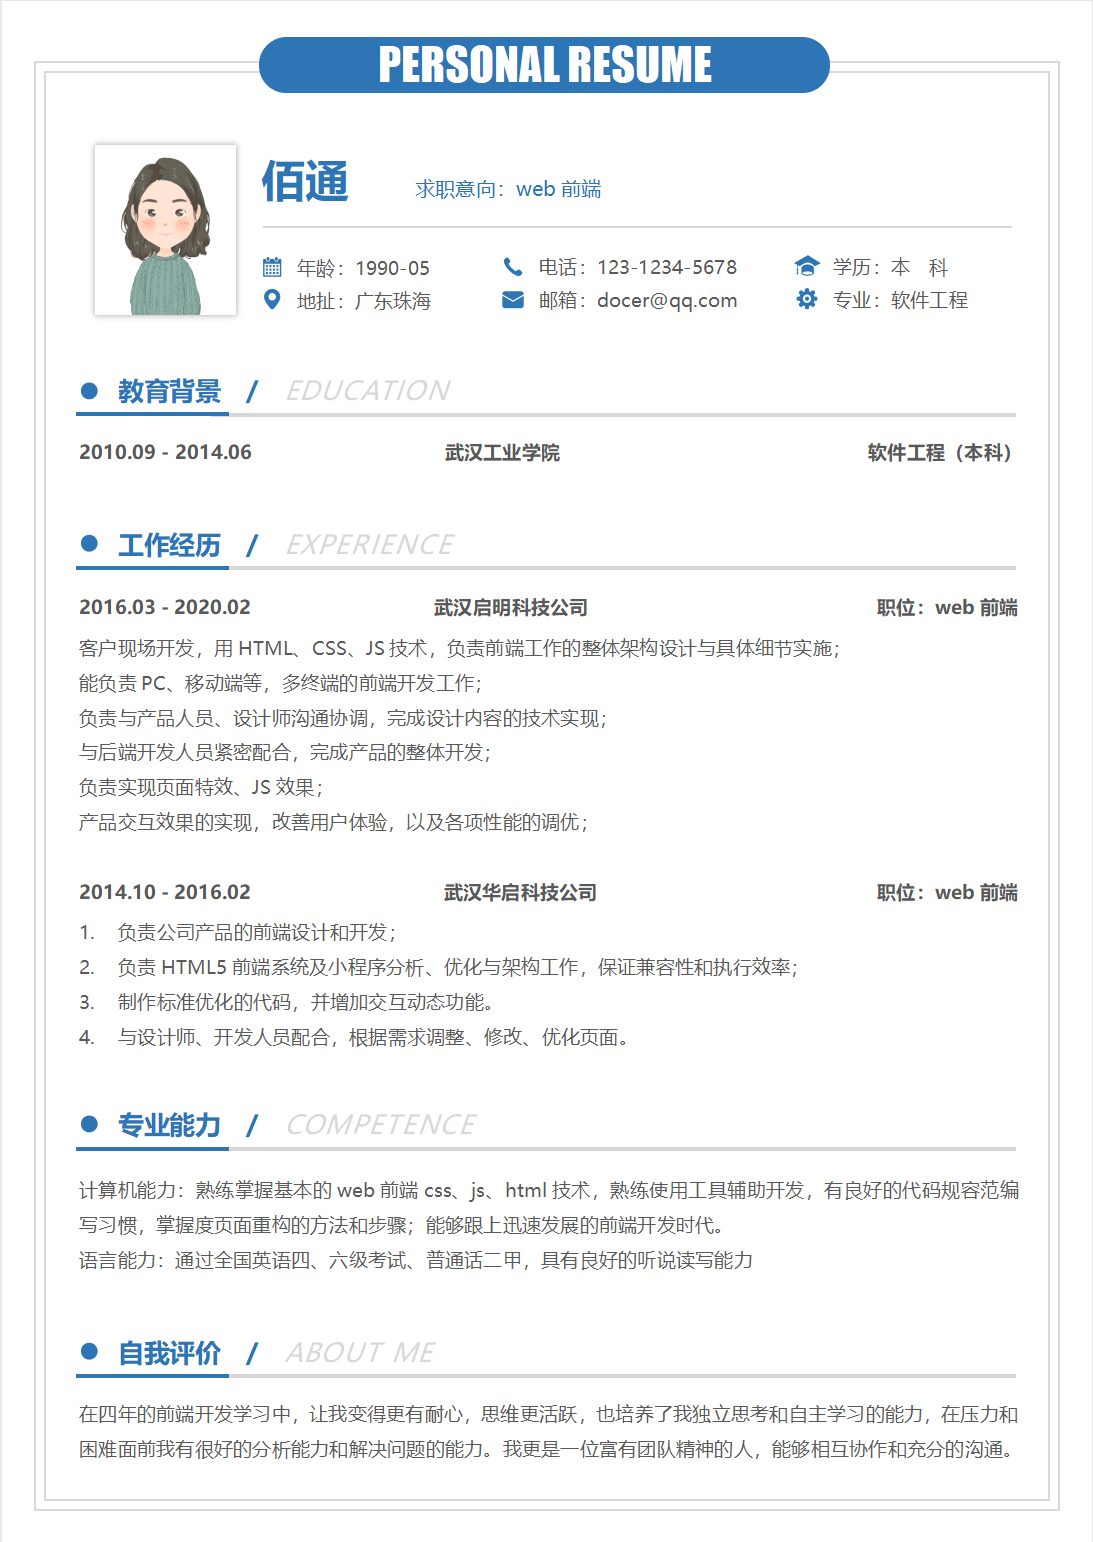 PERSONAL RESUME
佰通 求职意向：web 前端
年龄：1990-05 电话：123-1234-5678 学历：本 科
地扯：广东珠海 邮箱：docer@qq.com 专业：软件工程
教育背景 / EDUCATION
2010.09 - 2014.06 武汉工业学院 软件工程（本科）
工作经历 / EXPERIENCE
2016.03 - 2020.02 武汉启明科技公司 职位：web 前端
客户现场开发，用 HTML、CSS、JS 技术，负责前端工作的整体架构设计与具体细节实施；
能负责 PC、移动端等，多终端的前端开发工作；
负责与产品人员、设计师沟通协调，完成设计内容的技术实现；
与后端开发人员紧密配合，完成产品的整体开发；
负责实现页面特效、JS 效果；
产品交互效果的实现，改善用户体验，以及各项性能的调优；
2014.10 - 2016.02 武汉华启科技公司 职位：web 前端
1. 负责公司产品的前端设计和开发；
2. 负责 HTML5 前端系统及小程序分析、优化与架构工作，保证兼容性和执行效率；
3. 制作标准优化的代码，并增加交互动态功能。
4. 与设计师、开发人员配合，根据需求调整、修改、优化页面。
专业能力 / COMPETENCE
计算机能力：熟练掌握基本的 web 前端 css、js、html 技术，熟练使用工具辅助开发，有良好的代码规容范编
写习惯，掌握度页面重构的方法和步骤；能够跟上迅速发展的前端开发时代。
语言能力：通过全国英语四、六级考试、普通话二甲，具有良好的听说读写能力
自我评价 / ABOUT ME
在四年的前端开发学习中，让我变得更有耐心，思维更活跃，也培养了我独立思考和自主学习的能力，在压力和
困难面前我有很好的分析能力和解决问题的能力。我更是一位富有团队精神的人，能够相互协作和充分的沟通。